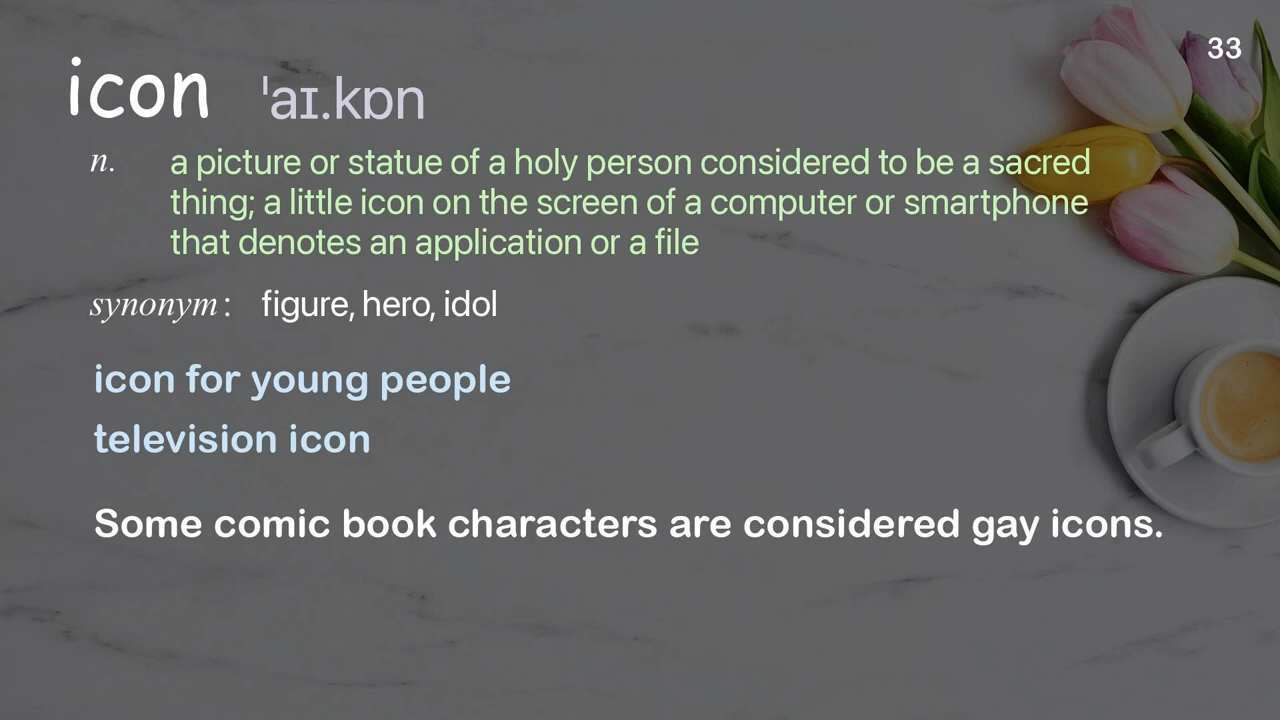 33
icon ˈaɪ.kɒn
n. a picture or statue of a holy person considered to be a sacred
thing; a little icon on the screen of a computer or smartphone
that denotes an application or a file
synonym: figure, hero, idol
icon for young people
television icon
Some comic book characters are considered gay icons.